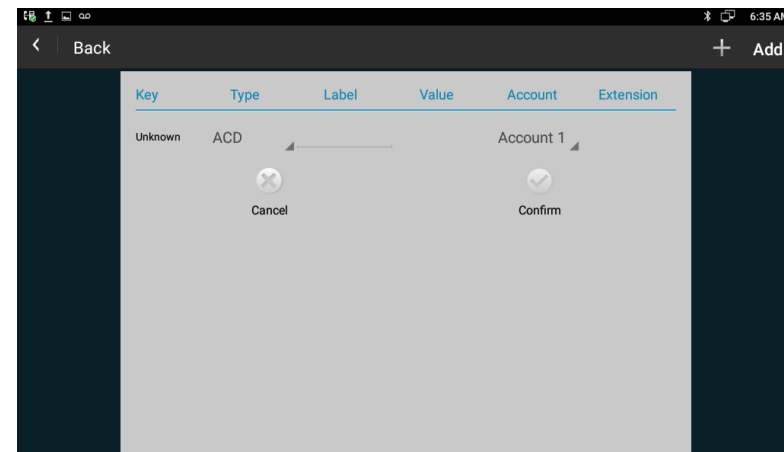 6:35 AM
Back
Add
Key Type Label Value Account Extension
Unknown ACD Account 1
Cancel Confirm